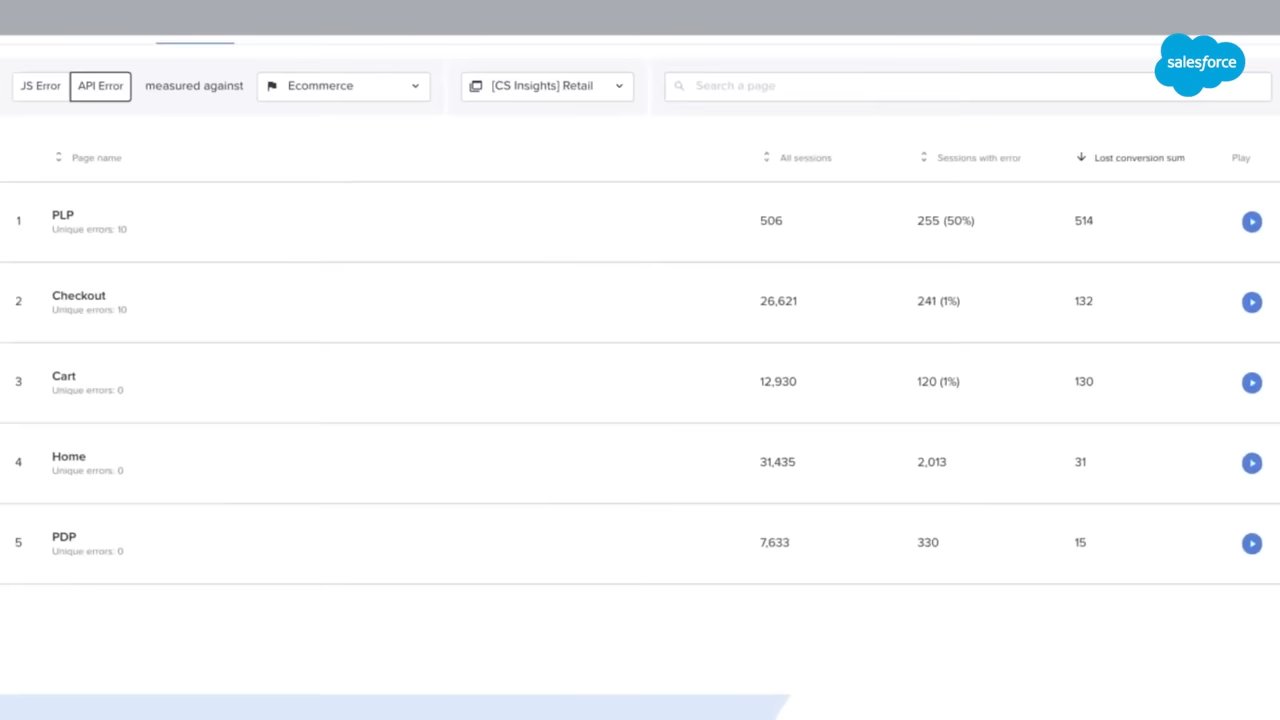 salesforce
JS Error API Error measured against Ecommerce [CS Insights] Retail Search a page
Page name All sessions Sessions with error Lost conversion sum Play
1 PLP 506 255 (50%) 514
Unique errors: 10
2 Checkout 26,621 241 (1%) 132
Unique errors: 10
3 Cart 12,930 120 (1%) 130
Unique errors: 0
4 Home 31,435 2,013 31
Unique errors: 0
5 PDP 7,633 330 15
Unique errors: 0